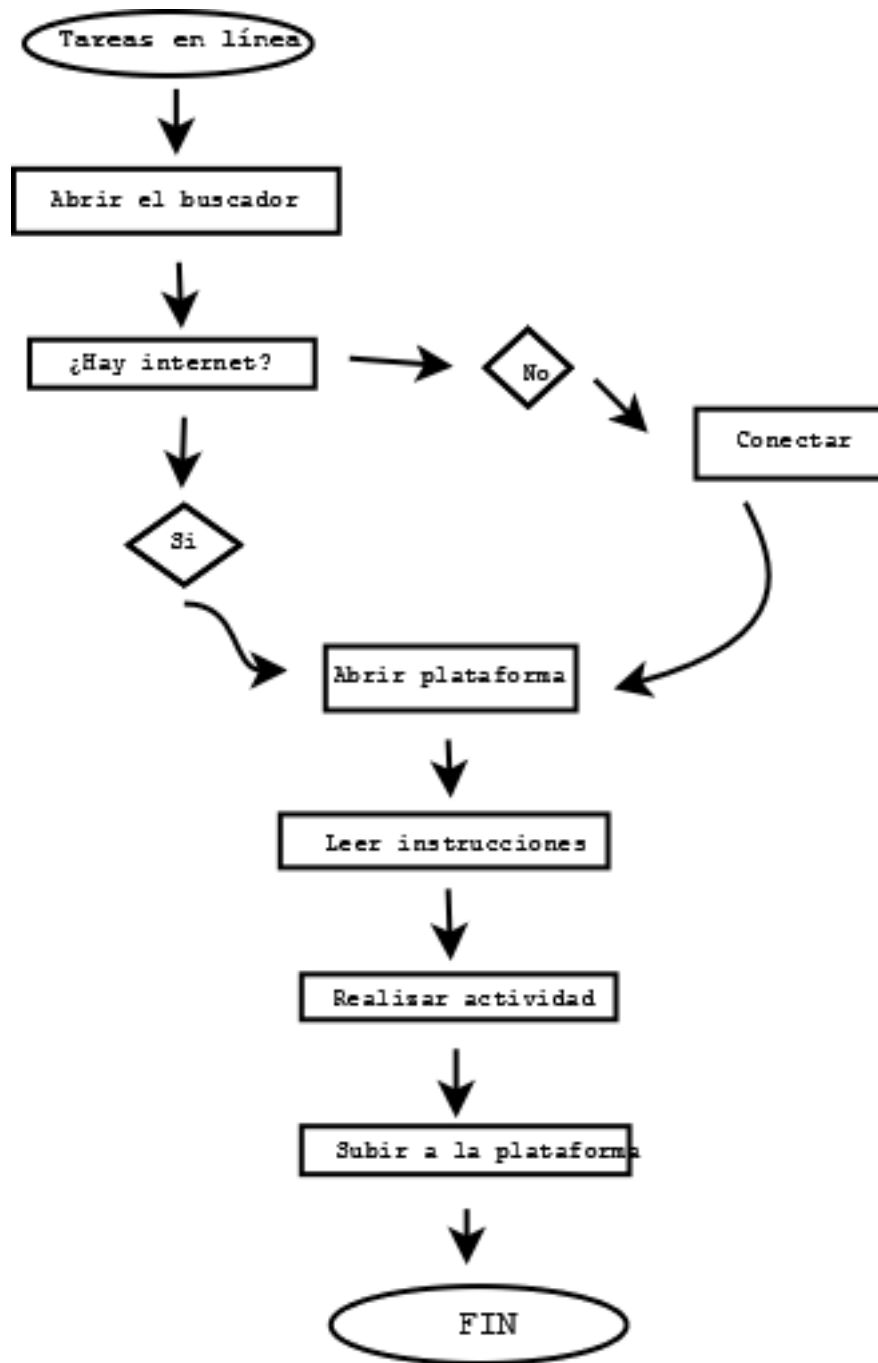 Tareas en línea
Abrir el buscador
¿Hay internet?
No
Conectar
Si
Abrir plataforma
Leer instrucciones
Realizar actividad
Subir a la plataforma
FIN